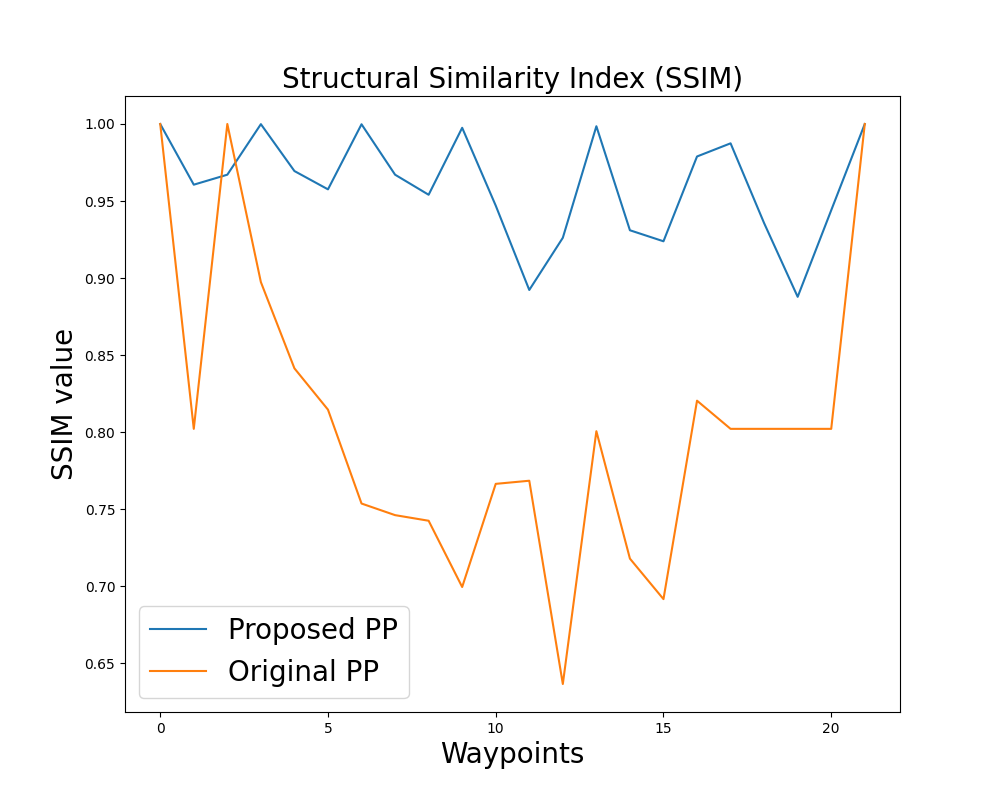 Structural Similarity Index (SSIM)
1.00
0.95
0.90
0.85
0.80
0.75
0.70
0.65
SSIM value
Proposed PP
Original PP
0 5 10 15 20
Waypoints